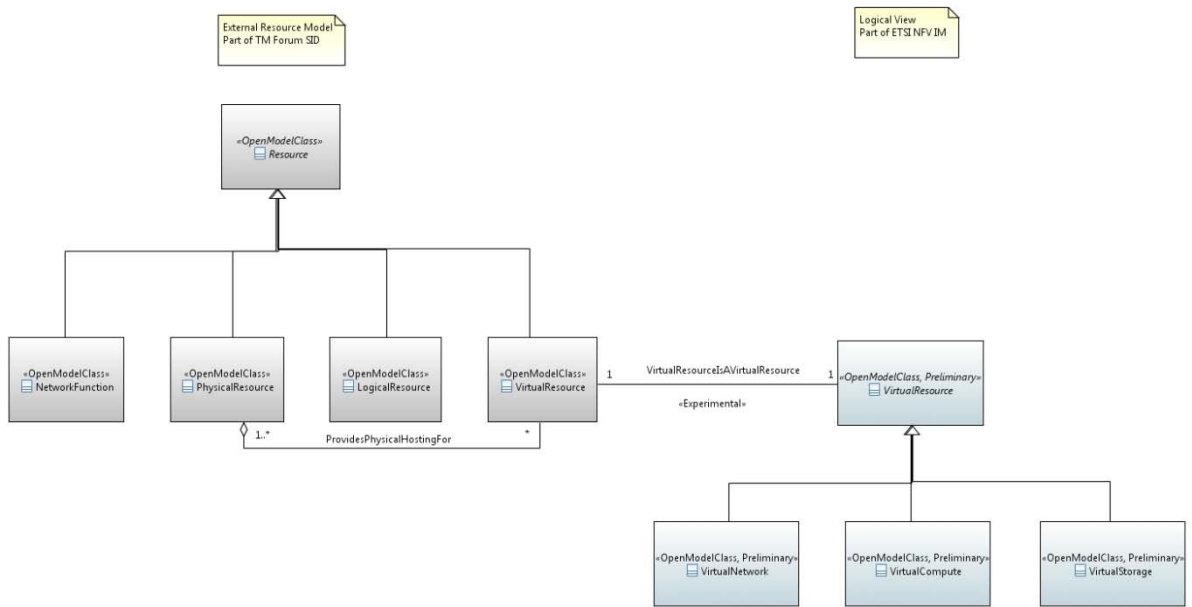 External Resource Model
Part of TM Forum SID
Logical View
Part of ETSI NFV IM
«OpenModelClass»
Resource
«OpenModelClass»
NetworkFunction
«OpenModelClass»
PhysicalResource
«OpenModelClass»
LogicalResource
«OpenModelClass»
VirtualResource
1
VirtualResourceIsAVirtualResource
1
«Experimental»
«OpenModelClass, Preliminary»
VirtualResource
1..*
ProvidesPhysicalHostingFor
*
«OpenModelClass, Preliminary»
VirtualNetwork
«OpenModelClass, Preliminary»
VirtualCompute
«OpenModelClass, Preliminary»
VirtualStorage